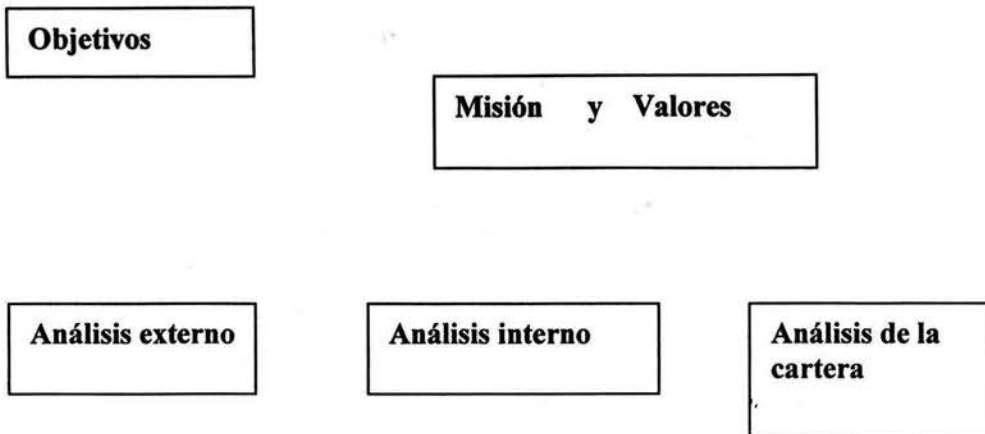 Objetivos
Misión y Valores
Análisis externo
Análisis interno
Análisis de la
cartera